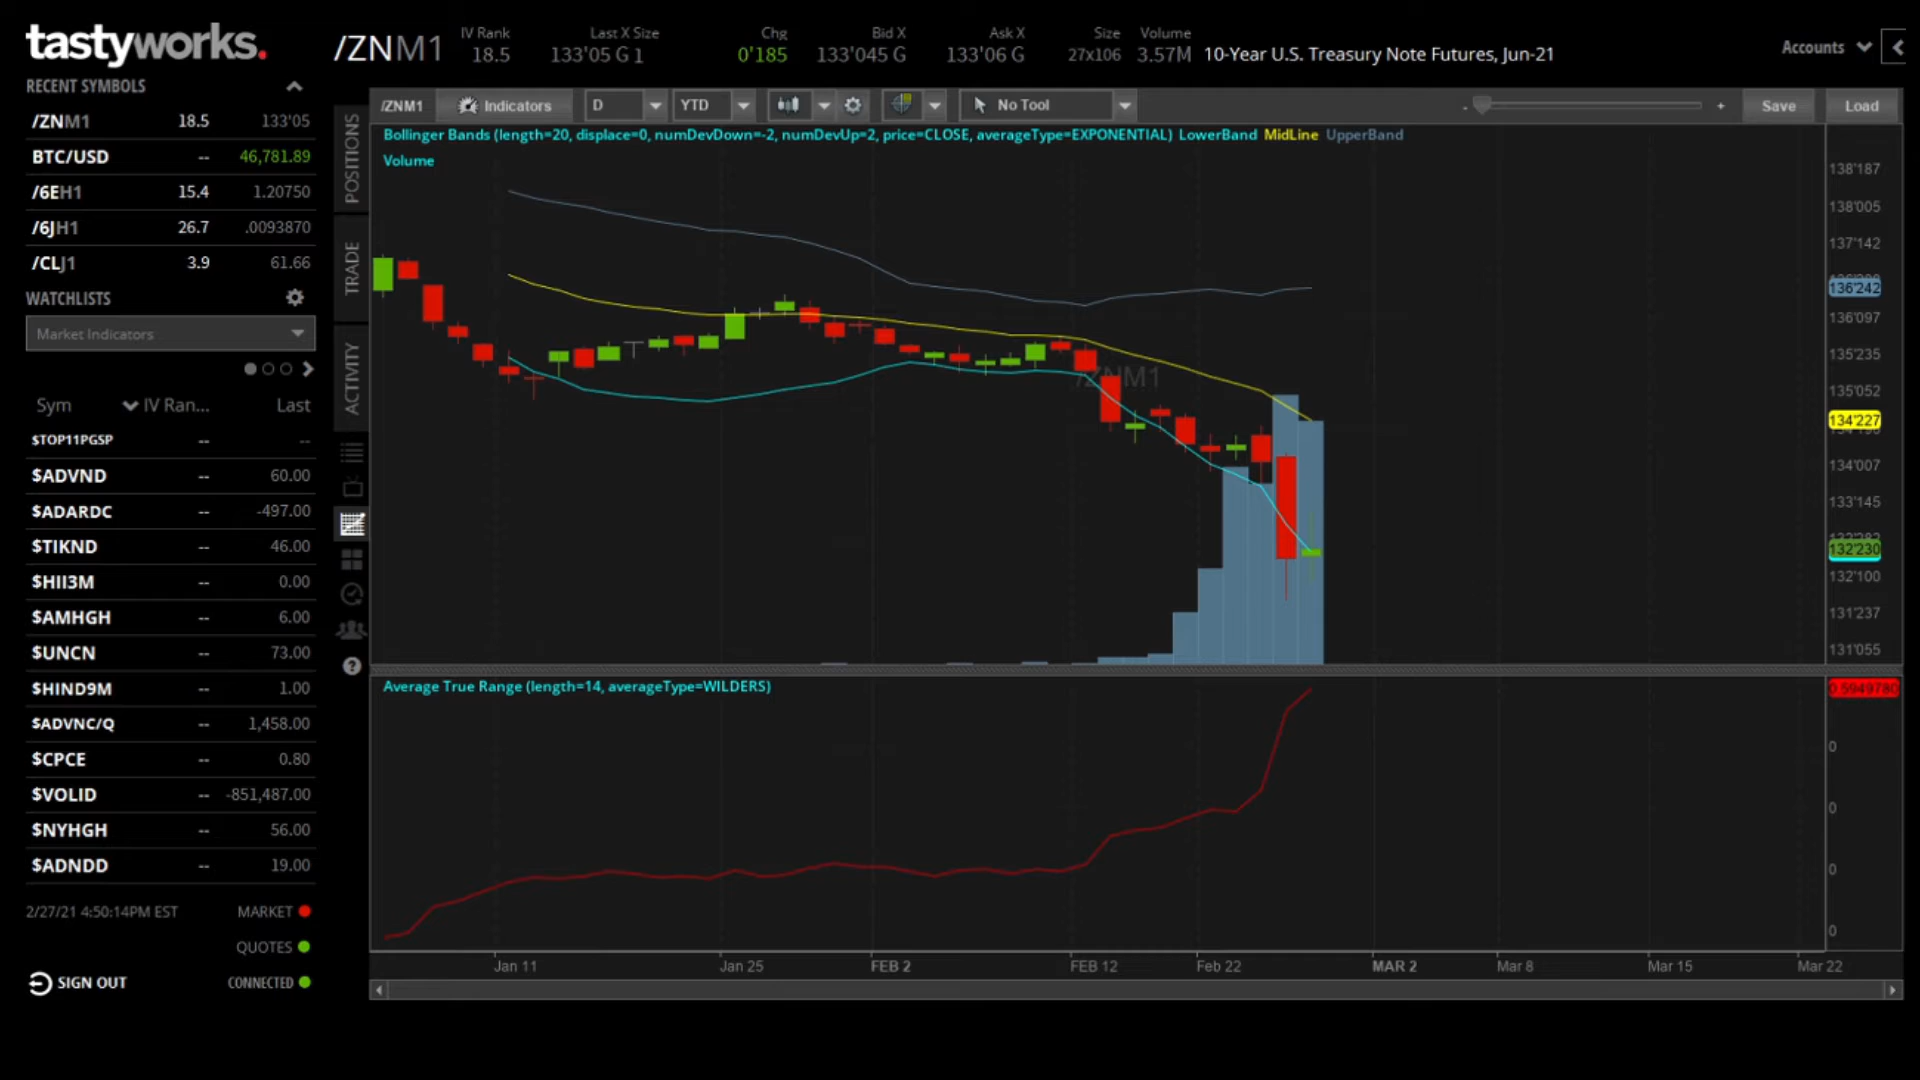 tastyworks.
/ZNM1
IV Rank
18.5
Last X Size
133'05 G 1
Chg
0'185
Bid X
133'045 G
Ask X
133'06 G
Size
27x106
Volume
3.57M
10-Year U.S. Treasury Note Futures, Jun-21
Accounts
RECENT SYMBOLS
/ZNM1 18.5 133'05
BTC/USD -- 46,781.89
/6EH1 15.4 1.20750
/6JH1 26.7 .0093870
/CLJ1 3.9 61.66
WATCHLISTS
Market Indicators
Sym IV Ran... Last
$TOP11PGSP -- --
$ADVND -- 60.00
$ADARDC -- -497.00
$TIKND -- 46.00
$HII3M -- 0.00
$AMHGH -- 6.00
$UNCN -- 73.00
$HIND9M -- 1.00
$ADVNC/Q -- 1,458.00
$CPCE -- 0.80
$VOLID -- -851,487.00
$NYHGH -- 56.00
$ADNDD -- 19.00
2/27/21 4:50:14PM EST MARKET
QUOTES
SIGN OUT CONNECTED
POSITIONS
TRADE
ACTIVITY
/ZNM1 Indicators D YTD No Tool - + Save Load
Bollinger Bands (length=20, displace=0, numDevDown=-2, numDevUp=2, price=CLOSE, averageType=EXPONENTIAL) LowerBand MidLine UpperBand
Volume
/ZNM1
138'187
138'005
137'142
136'242
136'097
135'235
135'052
134'227
134'007
133'145
132'230
132'100
131'237
131'055
Average True Range (length=14, averageType=WILDERS)
0.5949780
0
0
0
0
Jan 11 Jan 25 FEB 2 FEB 12 Feb 22 MAR 2 Mar 8 Mar 15 Mar 22